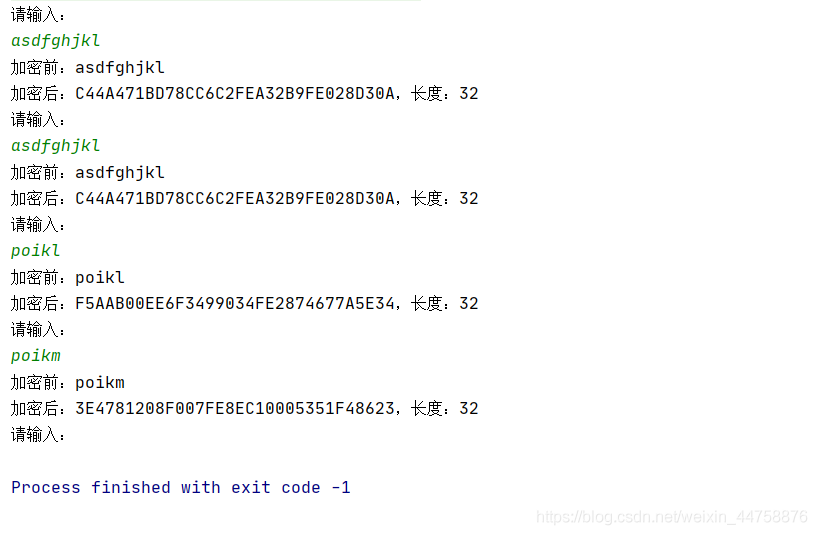 请输入：
asdfghjkl
加密前：asdfghjkl
加密后：C44A471BD78CC6C2FEA32B9FE028D30A，长度：32
请输入：
asdfghjkl
加密前：asdfghjkl
加密后：C44A471BD78CC6C2FEA32B9FE028D30A，长度：32
请输入：
poikl
加密前：poikl
加密后：F5AAB00EE6F3499034FE2874677A5E34，长度：32
请输入：
poikm
加密前：poikm
加密后：3E4781208F007FE8EC10005351F48623，长度：32
请输入：
Process finished with exit code -1
https://blog.csdn.net/weixin_44758876